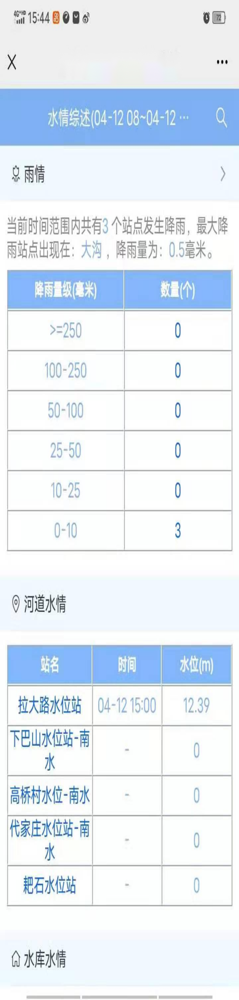 4G+HD 15:44 72
水情综述(04-12 08~04-12 ···
雨情
当前时间范围内共有3 个站点发生降雨，最大降
雨站点出现在：大沟 ，降雨量为：0.5毫米。
降雨量级(毫米) 数量(个)
>=250 0
100-250 0
50-100 0
25-50 0
10-25 0
0-10 3
河道水情
站名 时间 水位(m)
拉大路水位站 04-12 15:00 12.39
下巴山水位站-南
水 - 0
高桥村水位-南水 - 0
代家庄水位站-南
水 - 0
耙石水位站 - 0
水库水情